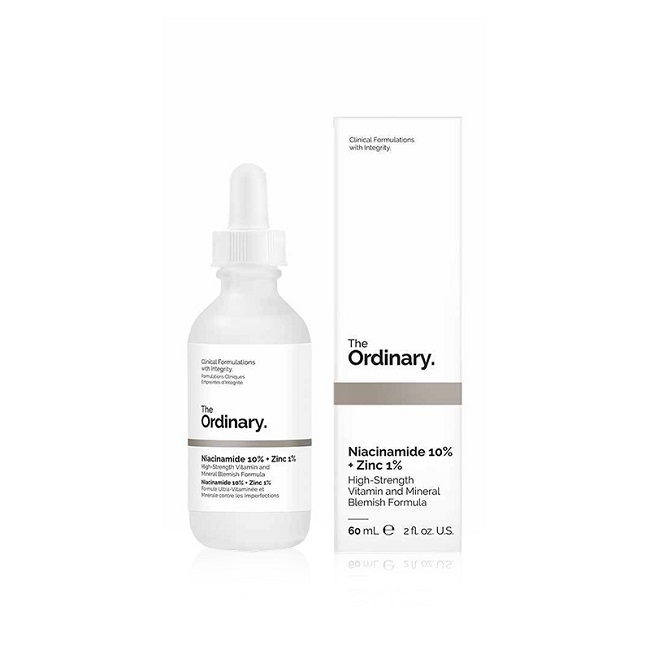 Clinical Formulations
with Integrity.
Formulations Cliniques
Empreintes d'Intégrité.
The
Ordinary.
Niacinamide 10% + Zinc 1%
High-Strength Vitamin and
Mineral Blemish Formula
Niacinamide 10% + Zinc 1%
Formule Ultra-Vitaminée et
Minérale contre les Imperfections
Clinical Formulations
with Integrity.
The
Ordinary.
Niacinamide 10%
+ Zinc 1%
High-Strength
Vitamin and Mineral
Blemish Formula
60 mL ℮ 2 fl. oz. U.S.